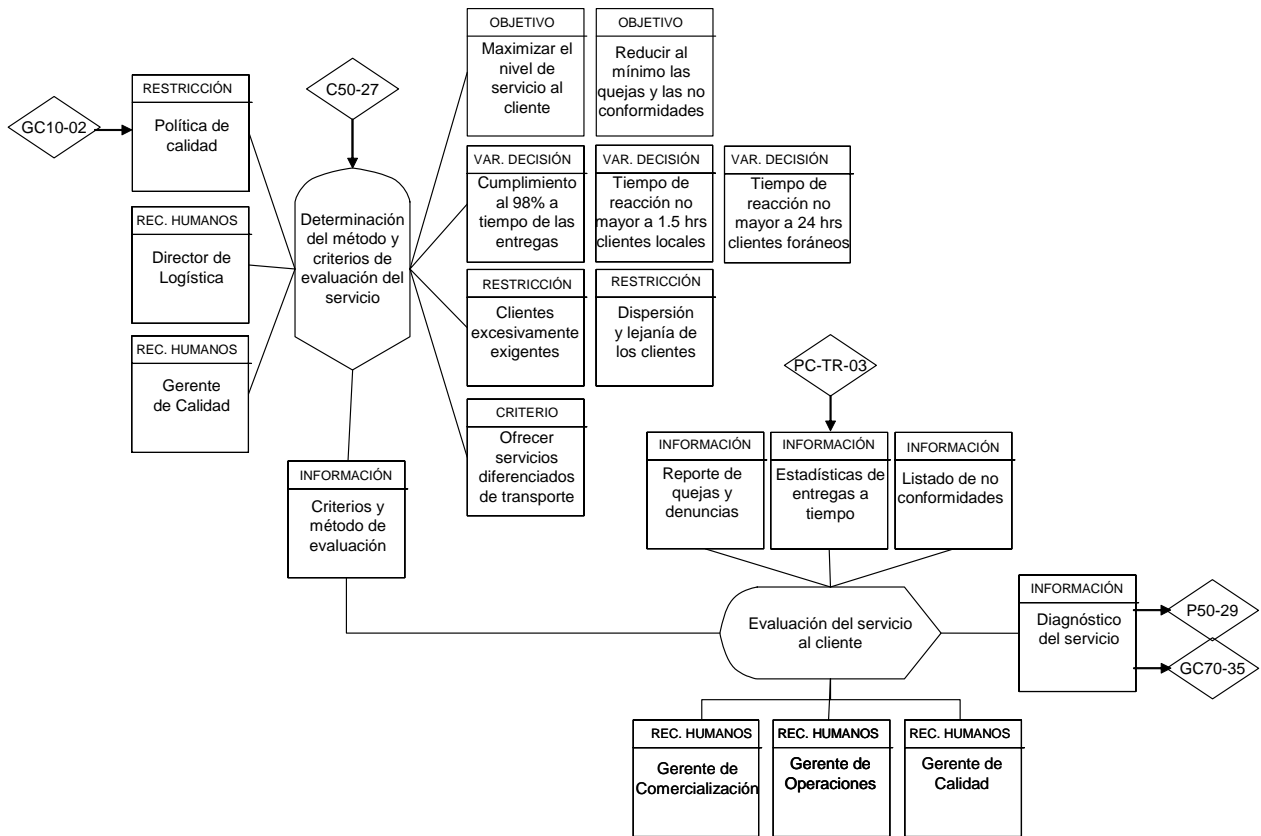 OBJETIVO
Maximizar el
nivel de
servicio al
cliente
OBJETIVO
Reducir al
mínimo las
quejas y las no
conformidades
RESTRICCIÓN
Política de
calidad
GC10-02
C50-27
VAR. DECISIÓN
Cumplimiento
al 98% a
tiempo de las
entregas
VAR. DECISIÓN
Tiempo de
reacción no
mayor a 1.5 hrs
clientes locales
VAR. DECISIÓN
Tiempo de
reacción no
mayor a 24 hrs
clientes foráneos
REC. HUMANOS
Director de
Logística
Determinación
del método y
criterios de
evaluación del
servicio
RESTRICCIÓN
Clientes
excesivamente
exigentes
RESTRICCIÓN
Dispersión
y lejanía de
los clientes
REC. HUMANOS
Gerente
de Calidad
PC-TR-03
CRITERIO
Ofrecer
servicios
diferenciados
de transporte
INFORMACIÓN
Criterios y
método de
evaluación
INFORMACIÓN
Reporte de
quejas y
denuncias
INFORMACIÓN
Estadísticas de
entregas a
tiempo
INFORMACIÓN
Listado de no
conformidades
Evaluación del servicio
al cliente
INFORMACIÓN
Diagnóstico
del servicio
P50-29
GC70-35
REC. HUMANOS
Gerente de
Comercialización
REC. HUMANOS
Gerente de
Operaciones
REC. HUMANOS
Gerente de
Calidad